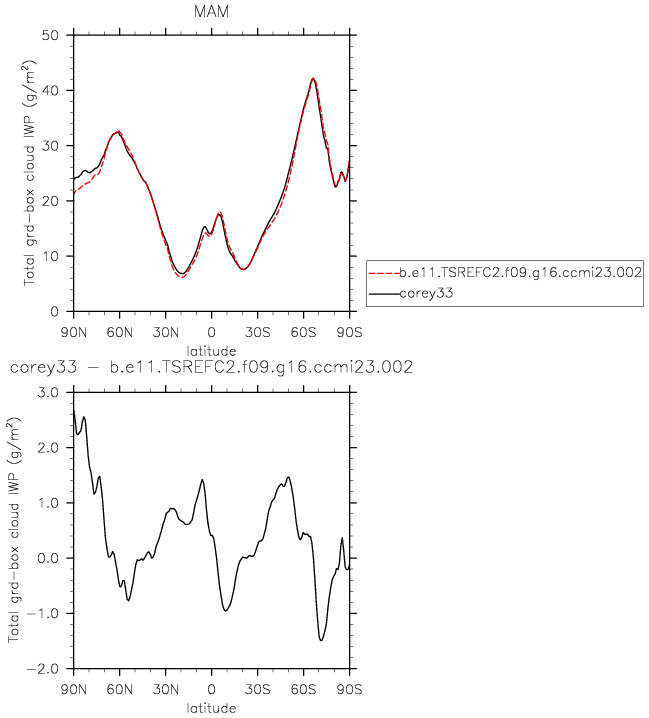 MAM
Total grd-box cloud IWP (g/m²)
50
40
30
20
10
0
90N 60N 30N 0 30S 60S 90S
latitude
b.e11.TSREFC2.f09.g16.ccmi23.002
corey33
corey33 - b.e11.TSREFC2.f09.g16.ccmi23.002
Total grd-box cloud IWP (g/m²)
3.0
2.0
1.0
0.0
-1.0
-2.0
90N 60N 30N 0 30S 60S 90S
latitude